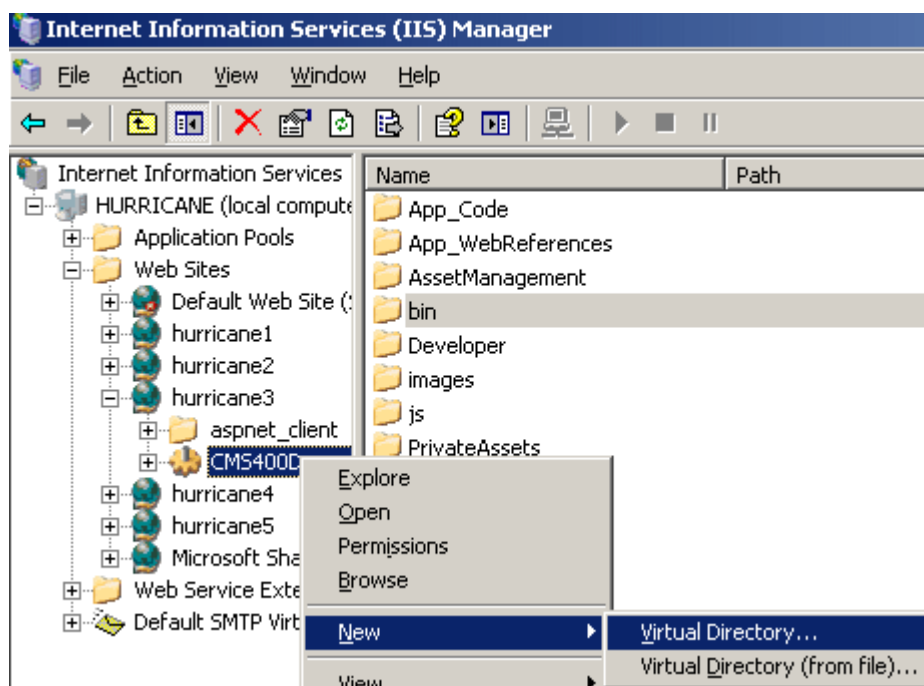 Internet Information Services (IIS) Manager
File Action View Window Help
Internet Information Services
HURRICANE (local compute
Application Pools
Web Sites
Default Web Site (
hurricane1
hurricane2
hurricane3
aspnet_client
CMS400D
hurricane4
hurricane5
Microsoft Sha
Web Service Exte
Default SMTP Virt
Name Path
App_Code
App_WebReferences
AssetManagement
bin
Developer
images
js
PrivateAssets
Explore
Open
Permissions
Browse
New
View
Virtual Directory...
Virtual Directory (from file)...